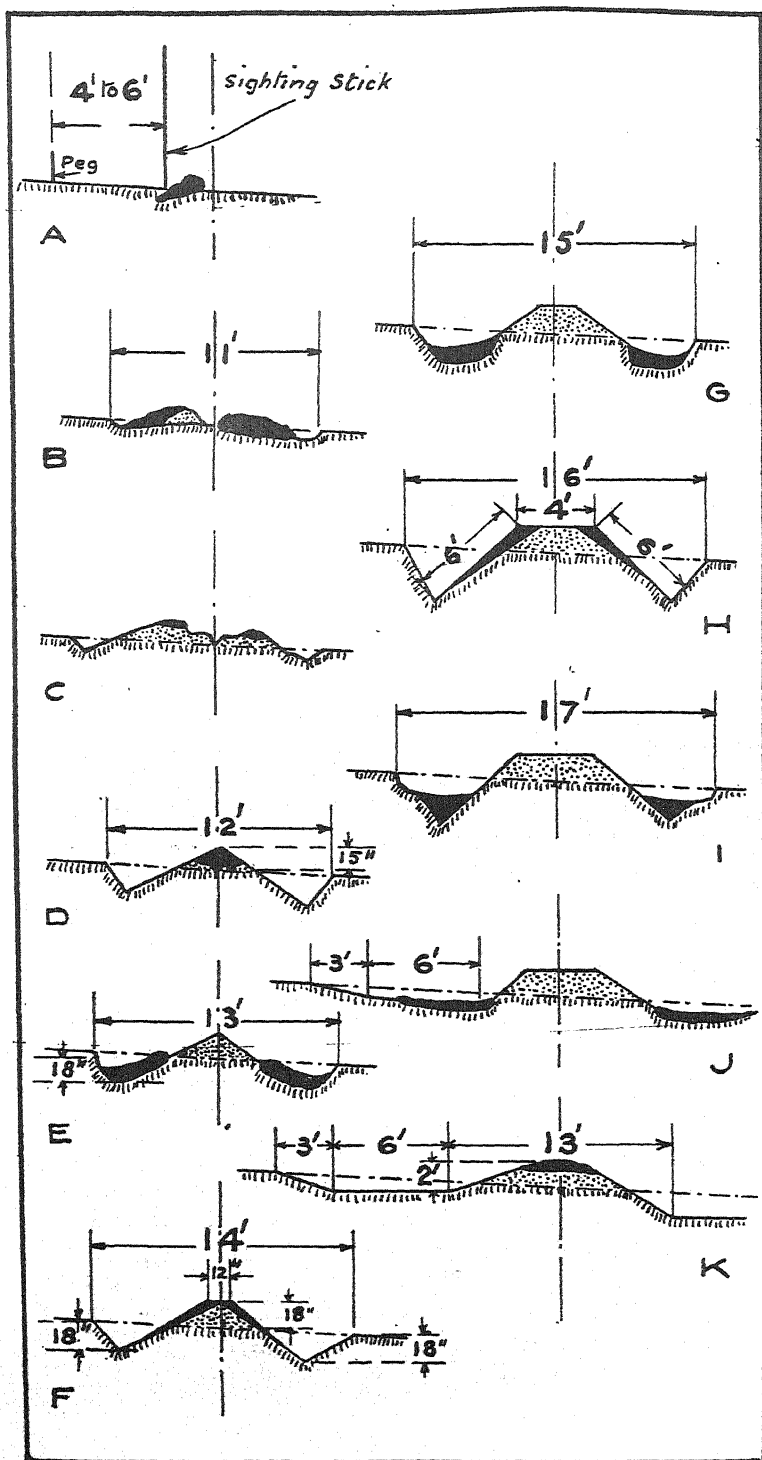 4' to 6'
sighting stick
Peg
A
11'
B
C
12'
15"
D
13'
18"
E
14'
12"
18"
18"
18"
F
15'
G
16'
4'
6'
6'
H
17'
I
3' 6'
J
3' 6' 13'
2'
K